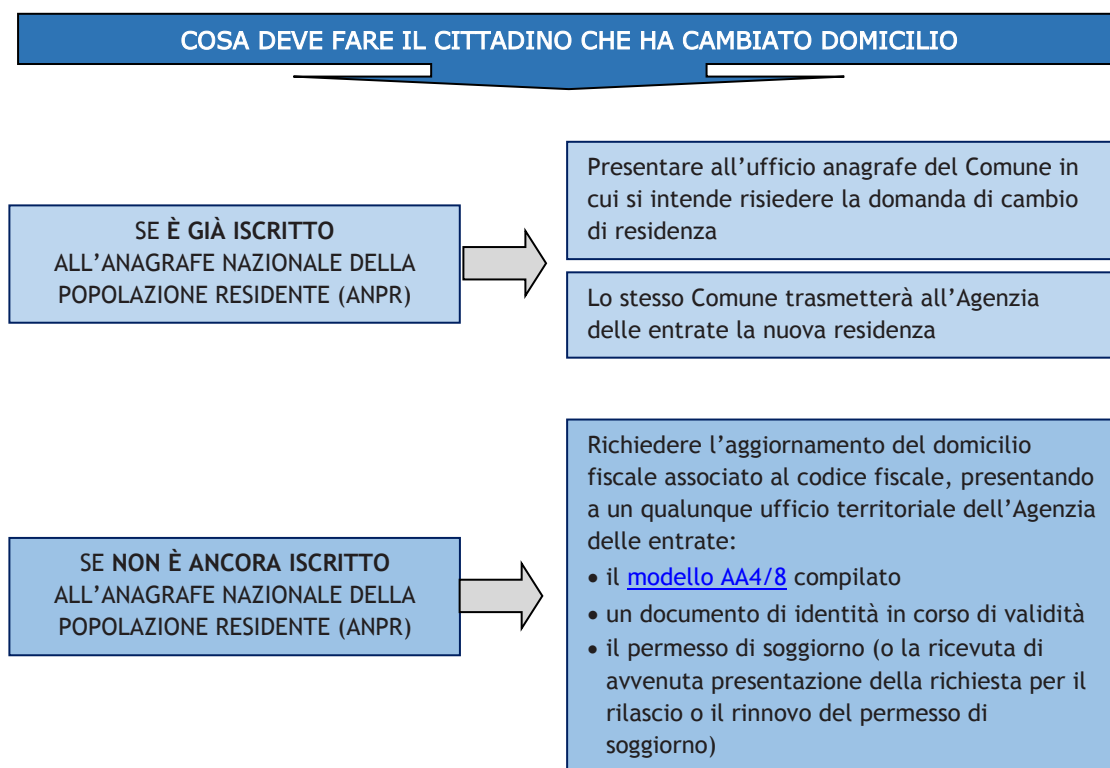 COSA DEVE FARE IL CITTADINO CHE HA CAMBIATO DOMICILIO
SE È GIÀ ISCRITTO
ALL’ANAGRAFE NAZIONALE DELLA
POPOLAZIONE RESIDENTE (ANPR)
Presentare all’ufficio anagrafe del Comune in
cui si intende risiedere la domanda di cambio
di residenza
Lo stesso Comune trasmetterà all’Agenzia
delle entrate la nuova residenza
SE NON È ANCORA ISCRITTO
ALL’ANAGRAFE NAZIONALE DELLA
POPOLAZIONE RESIDENTE (ANPR)
Richiedere l’aggiornamento del domicilio
fiscale associato al codice fiscale, presentando
a un qualunque ufficio territoriale dell’Agenzia
delle entrate:
• il modello AA4/8 compilato
• un documento di identità in corso di validità
• il permesso di soggiorno (o la ricevuta di
avvenuta presentazione della richiesta per il
rilascio o il rinnovo del permesso di
soggiorno)